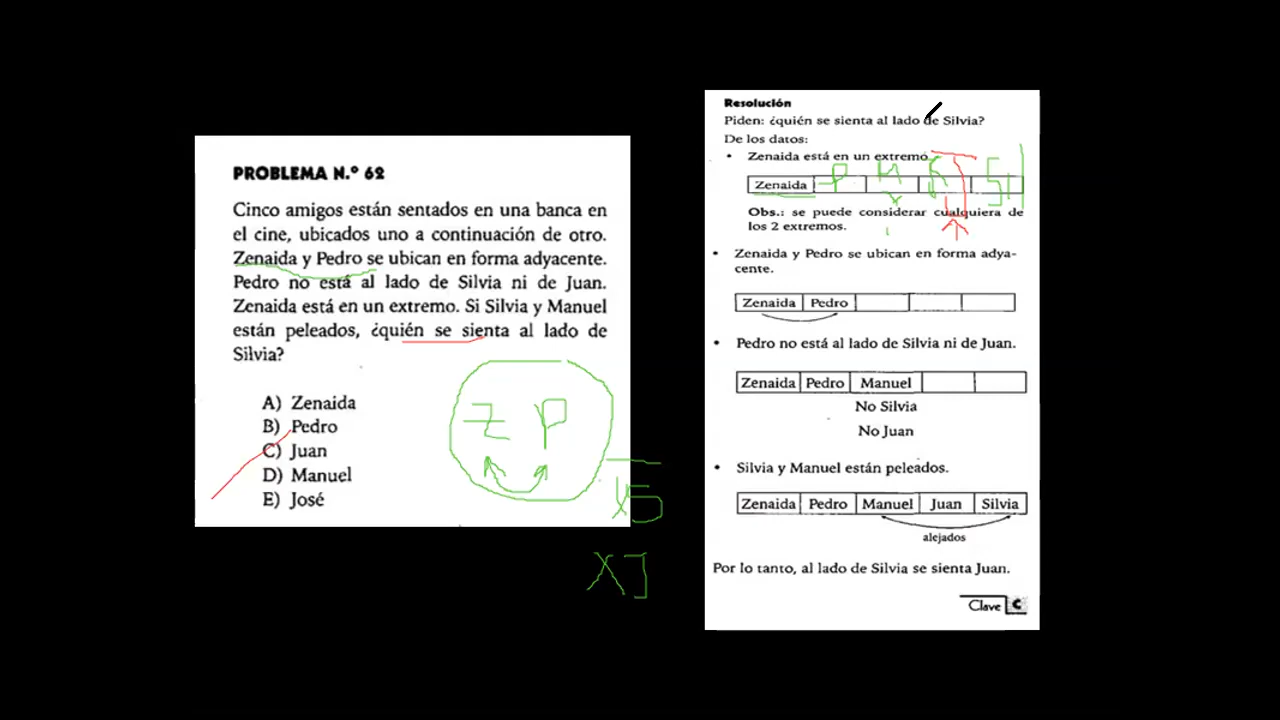 PROBLEMA N.º 62
Cinco amigos están sentados en una banca en
el cine, ubicados uno a continuación de otro.
Zenaida y Pedro se ubican en forma adyacente.
Pedro no está al lado de Silvia ni de Juan.
Zenaida está en un extremo. Si Silvia y Manuel
están peleados, ¿quién se sienta al lado de
Silvia?
A) Zenaida
B) Pedro
C) Juan
D) Manuel
E) José
Z P
XJ
Resolución
Piden: ¿quién se sienta al lado de Silvia?
De los datos:
• Zenaida está en un extremo.
Zenaida P
Obs.: se puede considerar cualquiera de
los 2 extremos.
• Zenaida y Pedro se ubican en forma adya-
cente.
Zenaida Pedro
• Pedro no está al lado de Silvia ni de Juan.
Zenaida Pedro Manuel
No Silvia
No Juan
• Silvia y Manuel están peleados.
Zenaida Pedro Manuel Juan Silvia
alejados
Por lo tanto, al lado de Silvia se sienta Juan.
Clave C